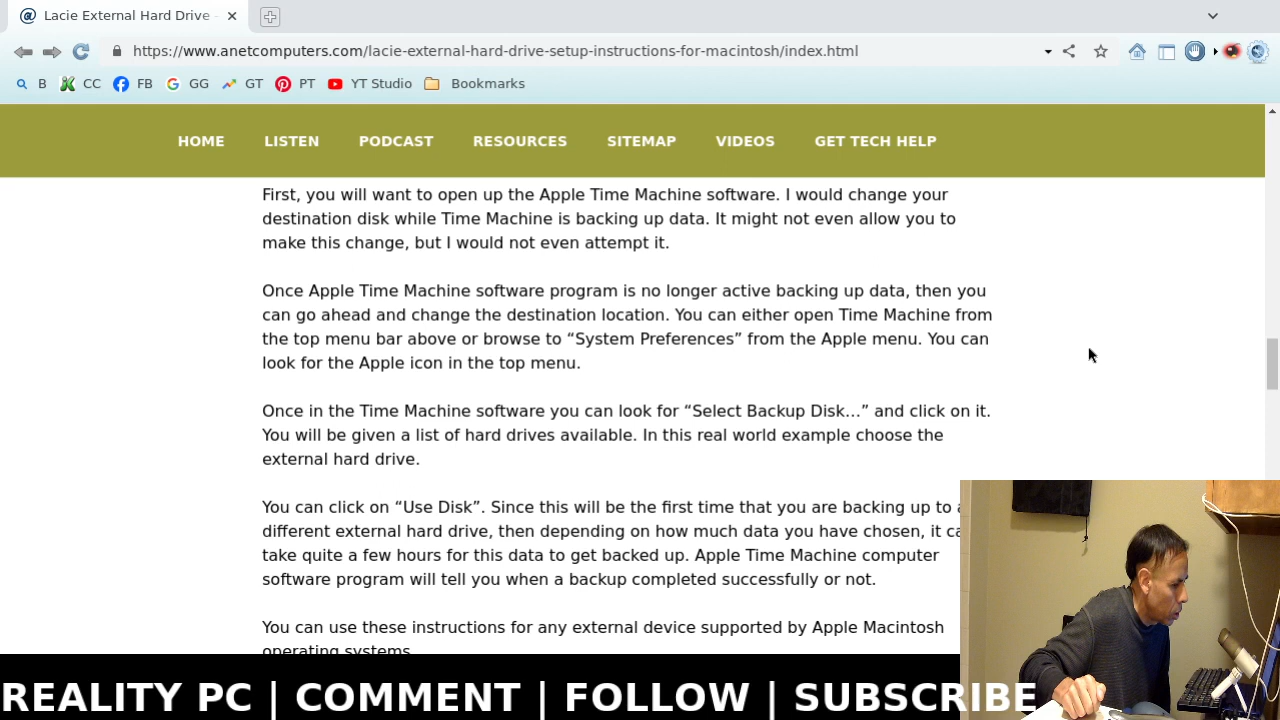 Lacie External Hard Drive -
https://www.anetcomputers.com/lacie-external-hard-drive-setup-instructions-for-macintosh/index.html
B CC FB GG GT PT YT Studio Bookmarks
HOME LISTEN PODCAST RESOURCES SITEMAP VIDEOS GET TECH HELP
First, you will want to open up the Apple Time Machine software. I would change your
destination disk while Time Machine is backing up data. It might not even allow you to
make this change, but I would not even attempt it.
Once Apple Time Machine software program is no longer active backing up data, then you
can go ahead and change the destination location. You can either open Time Machine from
the top menu bar above or browse to “System Preferences” from the Apple menu. You can
look for the Apple icon in the top menu.
Once in the Time Machine software you can look for “Select Backup Disk…” and click on it.
You will be given a list of hard drives available. In this real world example choose the
external hard drive.
You can click on “Use Disk”. Since this will be the first time that you are backing up to
different external hard drive, then depending on how much data you have chosen, it
take quite a few hours for this data to get backed up. Apple Time Machine computer
software program will tell you when a backup completed successfully or not.
You can use these instructions for any external device supported by Apple Macintosh
operating systems.
REALITY PC | COMMENT | FOLLOW | SUBSCRIBE